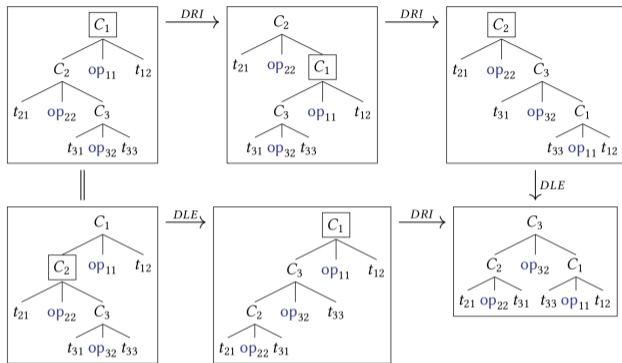 C₁ DRI C₂ DRI C₂
C₂ op₁₁ t₁₂ t₂₁ op₂₂ C₁ t₂₁ op₂₂ C₃
t₂₁ op₂₂ C₃ C₃ op₁₁ t₁₂ t₃₁ op₃₂ C₁
t₃₁ op₃₂ t₃₃ t₃₁ op₃₂ t₃₃ t₃₃ op₁₁ t₁₂
DLE
C₁ DLE C₁ DRI C₃
C₂ op₁₁ t₁₂ C₃ op₁₁ t₁₂ C₂ op₃₂ C₁
t₂₁ op₂₂ C₃ C₂ op₃₂ t₃₃ t₂₁ op₂₂ t₃₁ t₃₃ op₁₁ t₁₂
t₃₁ op₃₂ t₃₃ t₂₁ op₂₂ t₃₁